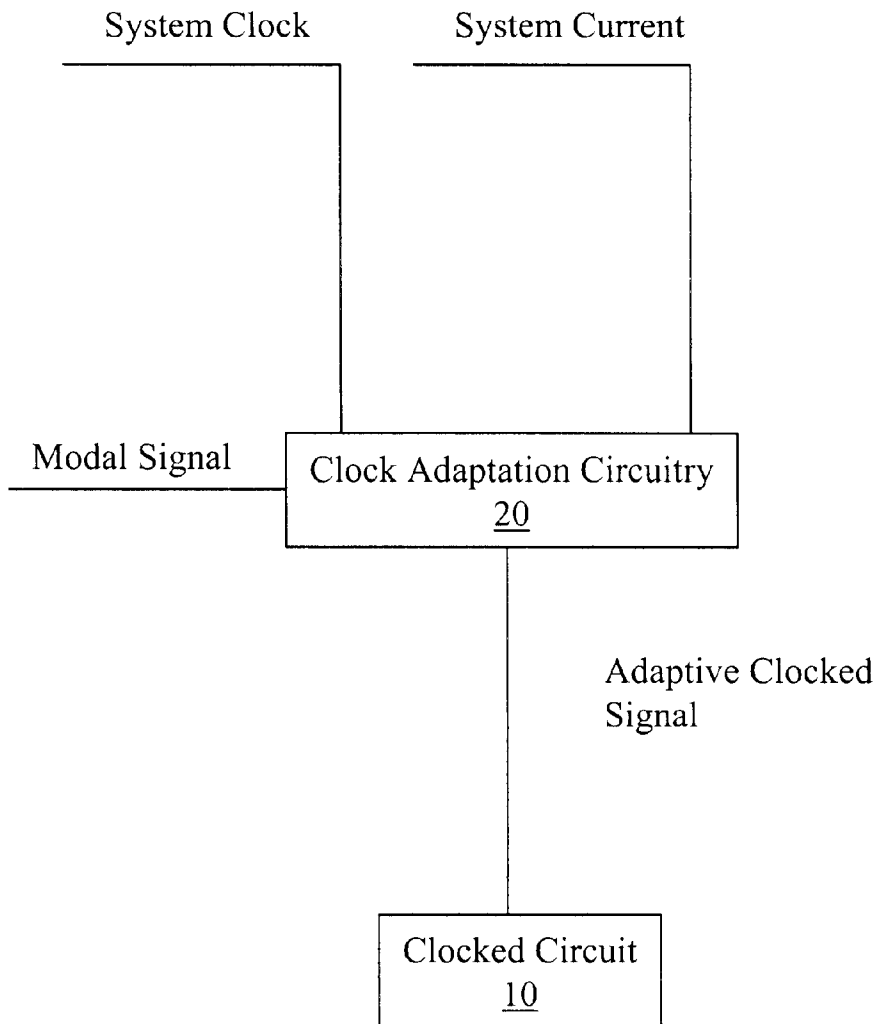 System Clock
System Current
Modal Signal
Clock Adaptation Circuitry
20
Adaptive Clocked
Signal
Clocked Circuit
10